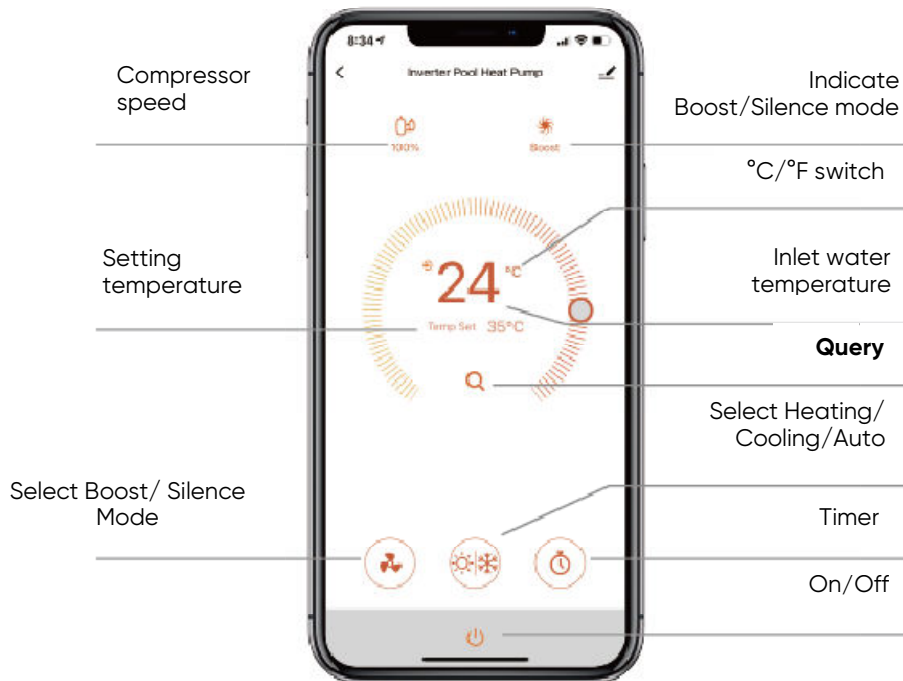 8:34
Inverter Pool Heat Pump
Compressor
speed
Indicate
Boost/Silence mode
100%
Boost
°C/°F switch
Setting
temperature
24 °C
Inlet water
temperature
Temp Set 35°C
Query
Select Heating/
Cooling/Auto
Select Boost/ Silence
Mode
Timer
On/Off